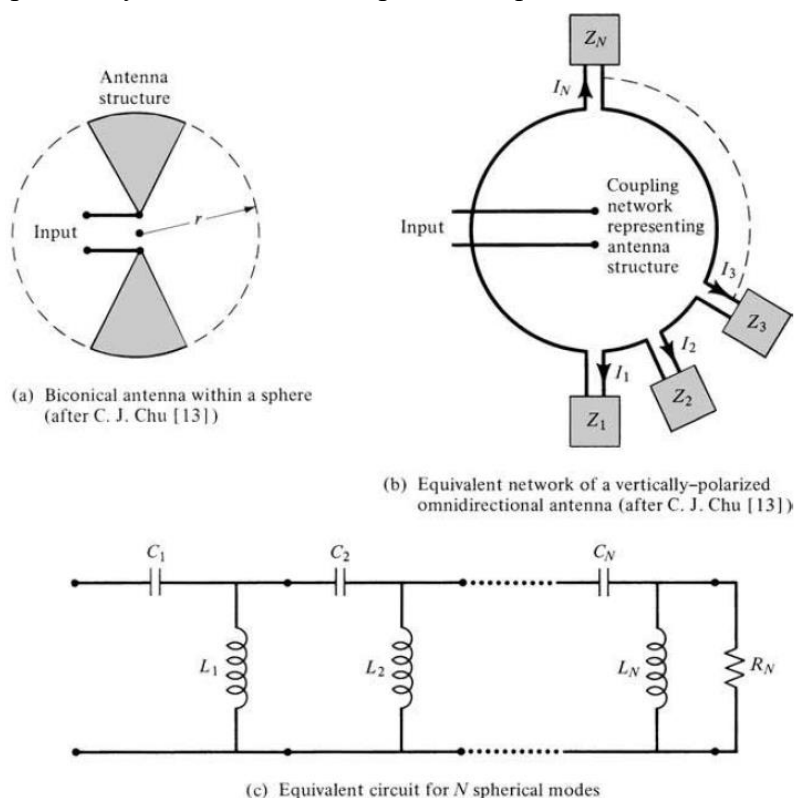 Antenna
structure
r
Input
(a) Biconical antenna within a sphere
(after C. J. Chu [13])
Z_N
I_N
Coupling
network
representing
antenna
structure
Input
I_3
Z_3
I_2
Z_2
I_1
Z_1
(b) Equivalent network of a vertically–polarized
omnidirectional antenna (after C. J. Chu [13])
C_1
C_2
C_N
L_1
L_2
L_N
R_N
(c) Equivalent circuit for N spherical modes